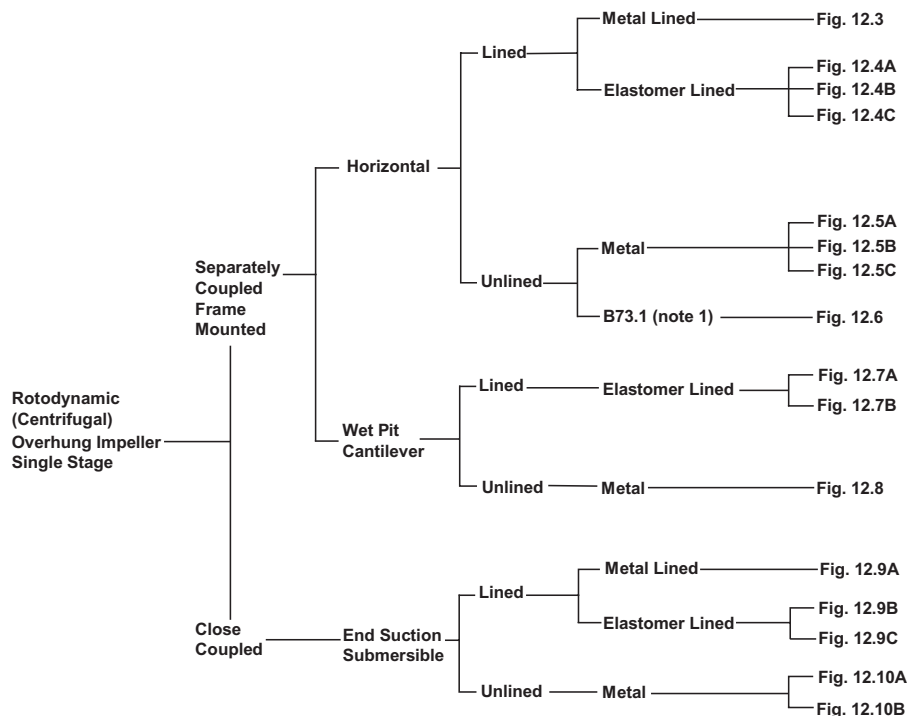 Metal Lined
Fig. 12.3
Lined
Elastomer Lined
Fig. 12.4A
Fig. 12.4B
Fig. 12.4C
Horizontal
Unlined
Metal
Fig. 12.5A
Fig. 12.5B
Fig. 12.5C
B73.1 (note 1)
Fig. 12.6
Separately
Coupled
Frame
Mounted
Rotodynamic
(Centrifugal)
Overhung Impeller
Single Stage
Wet Pit
Cantilever
Lined
Elastomer Lined
Fig. 12.7A
Fig. 12.7B
Unlined
Metal
Fig. 12.8
Close
Coupled
End Suction
Submersible
Lined
Metal Lined
Fig. 12.9A
Elastomer Lined
Fig. 12.9B
Fig. 12.9C
Unlined
Metal
Fig. 12.10A
Fig. 12.10B